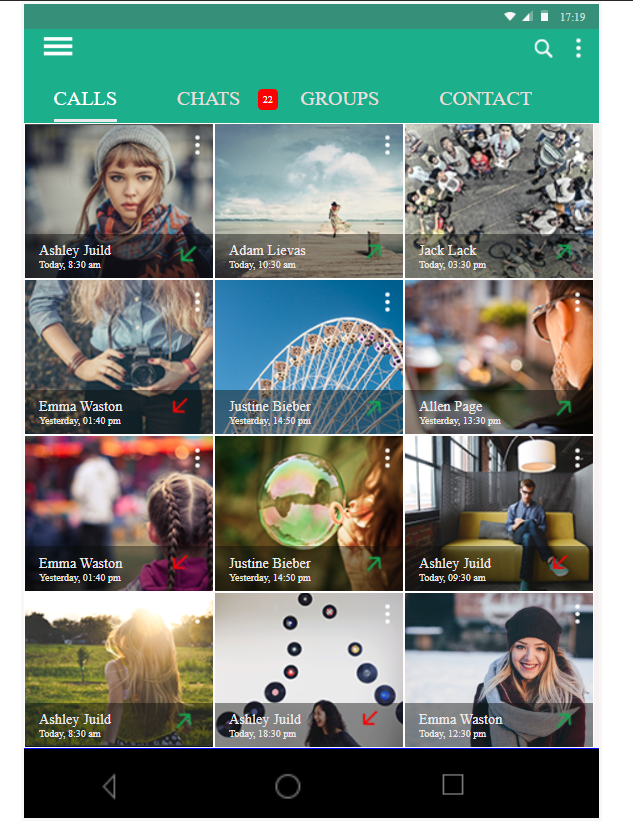 17:19
CALLS CHATS 22 GROUPS CONTACT
Ashley Juild
Today, 8:30 am
Adam Lievas
Today, 10:30 am
Jack Lack
Today, 03:30 pm
Emma Waston
Yesterday, 01:40 pm
Justine Bieber
Yesterday, 14:50 pm
Allen Page
Yesterday, 13:30 pm
Emma Waston
Yesterday, 01:40 pm
Justine Bieber
Yesterday, 14:50 pm
Ashley Juild
Today, 09:30 am
Ashley Juild
Today, 8:30 am
Ashley Juild
Today, 18:30 pm
Emma Waston
Today, 12:30 pm